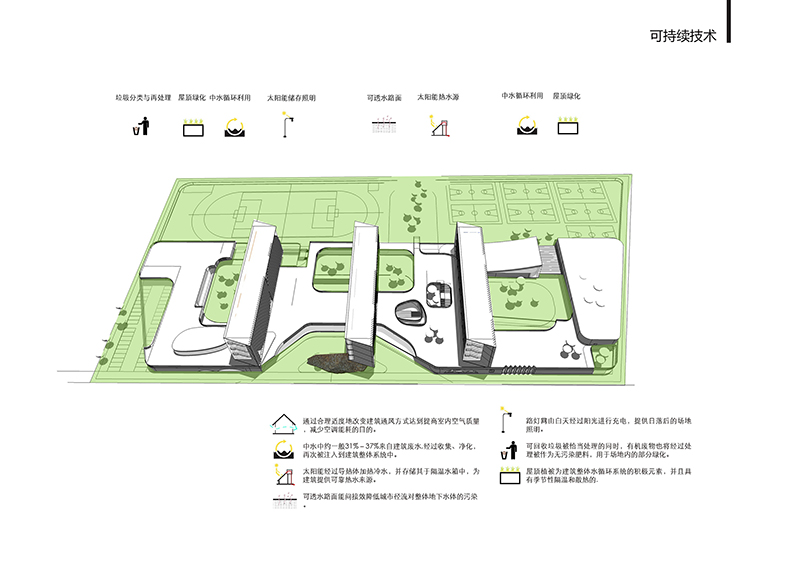 可持续技术
垃圾分类与再处理 屋顶绿化 中水循环利用 太阳能储存照明 可透水路面 太阳能热水源 中水循环利用 屋顶绿化
通过合理适度地改变建筑通风方式达到提高室内空气质量
，减少空调能耗的目的。
中水中约一般31%－37%来自建筑废水,经过收集、净化，
再次被注入到建筑整体系统中。
太阳能经过导热体加热冷水，并存储其于隔温水箱中，为
建筑提供可靠热水来源。
可透水路面能间接效降低城市径流对整体地下水体的污染
。
路灯将由白天经过阳光进行充电，提供日落后的场地
照明。
可回收垃圾被恰当处理的同时，有机废物也将经过处
理被作为无污染肥料，用于场地内的部分绿化。
屋顶植被为建筑整体水循环系统的积极元素，并且具
有季节性隔温和散热的.